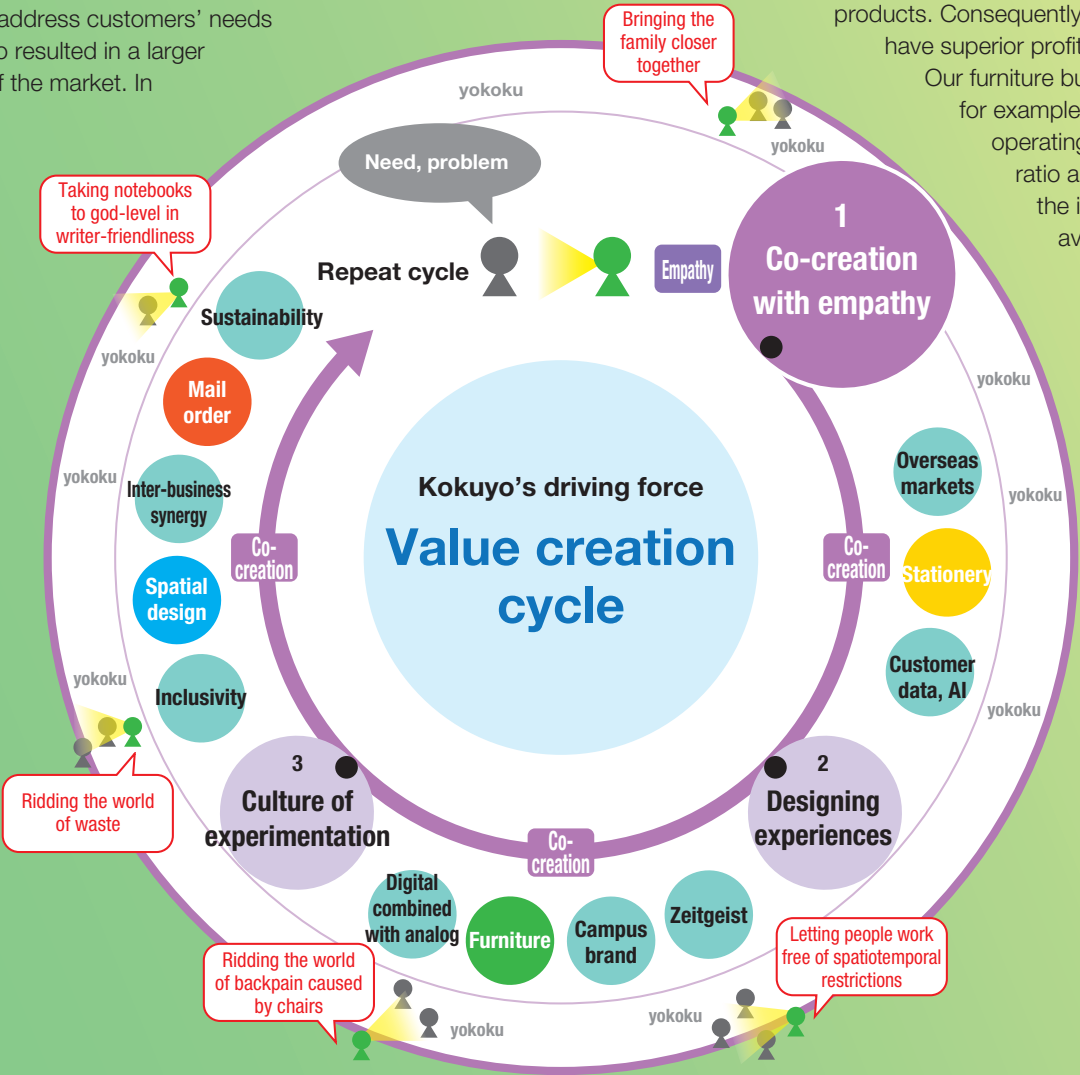 address customers' needs
resulted in a larger
the market. In
products. Consequently
have superior profit
Our furniture
for example
operating
ratio
the
Bringing the
family closer
together
yokoku
yokoku
Need, problem
Taking notebooks
to god-level in
writer-friendliness
yokoku
Repeat cycle
Empathy
1
Co-creation
with empathy
Sustainability
Mail
order
yokoku
Inter-business
synergy
Spatial
design
yokoku
Inclusivity
Co-
creation
Kokuyo's driving force
Value creation
cycle
Co-
creation
yokoku
Overseas
markets
yokoku
Stationery
Customer
data, AI
yokoku
2
Designing
experiences
3
Culture of
experimentation
Ridding the world
of waste
Co-
creation
Digital
combined
with analog
Furniture
Campus
brand
Zeitgeist
Ridding the world
of backpain caused
by chairs
yokoku
yokoku
Letting people work
free of spatiotemporal
restrictions